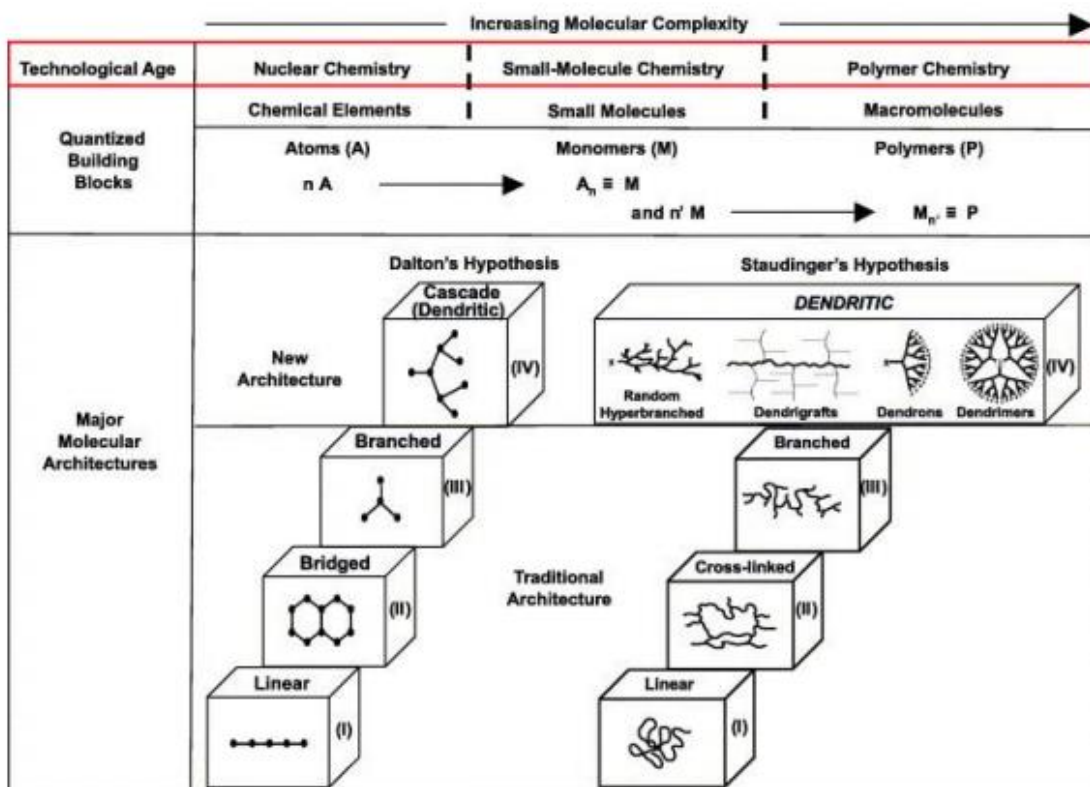 Increasing Molecular Complexity
Technological Age
Nuclear Chemistry
Small-Molecule Chemistry
Polymer Chemistry
Chemical Elements
Small Molecules
Macromolecules
Quantized
Building
Blocks
Atoms (A)
Monomers (M)
Polymers (P)
n A
Aₙ ≡ M
and n' M
Mₙ' ≡ P
Major
Molecular
Architectures
Dalton's Hypothesis
Staudinger's Hypothesis
New
Architecture
Cascade
(Dendritic)
(IV)
DENDRITIC
Random
Hyperbranched
Dendrigrafts
Dendrons
Dendrimers
(IV)
Branched
(III)
Branched
(III)
Bridged
(II)
Traditional
Architecture
Cross-linked
(II)
Linear
(I)
Linear
(I)